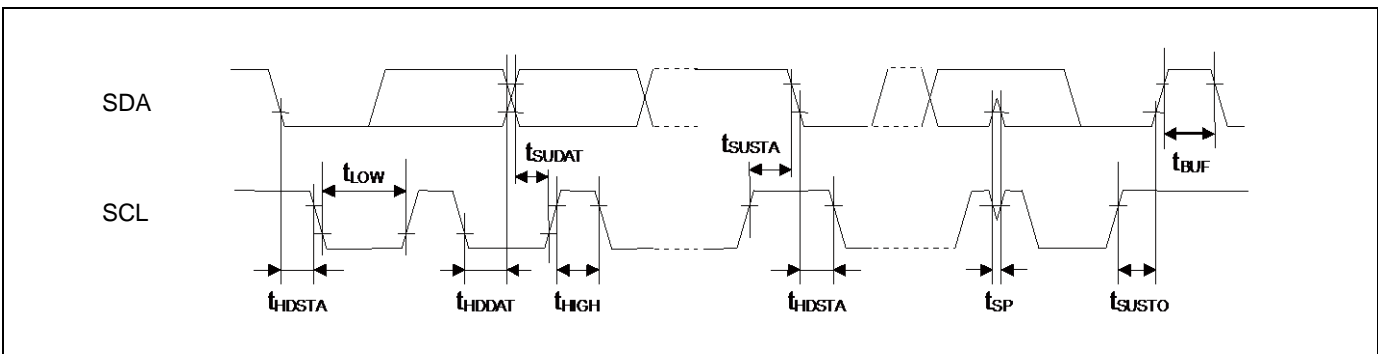 SDA
tSUDAT
tSUSTA
tBUF
tLOW
SCL
tHDSTA
tHDDAT
tHIGH
tHDSTA
tSP
tSUSTO